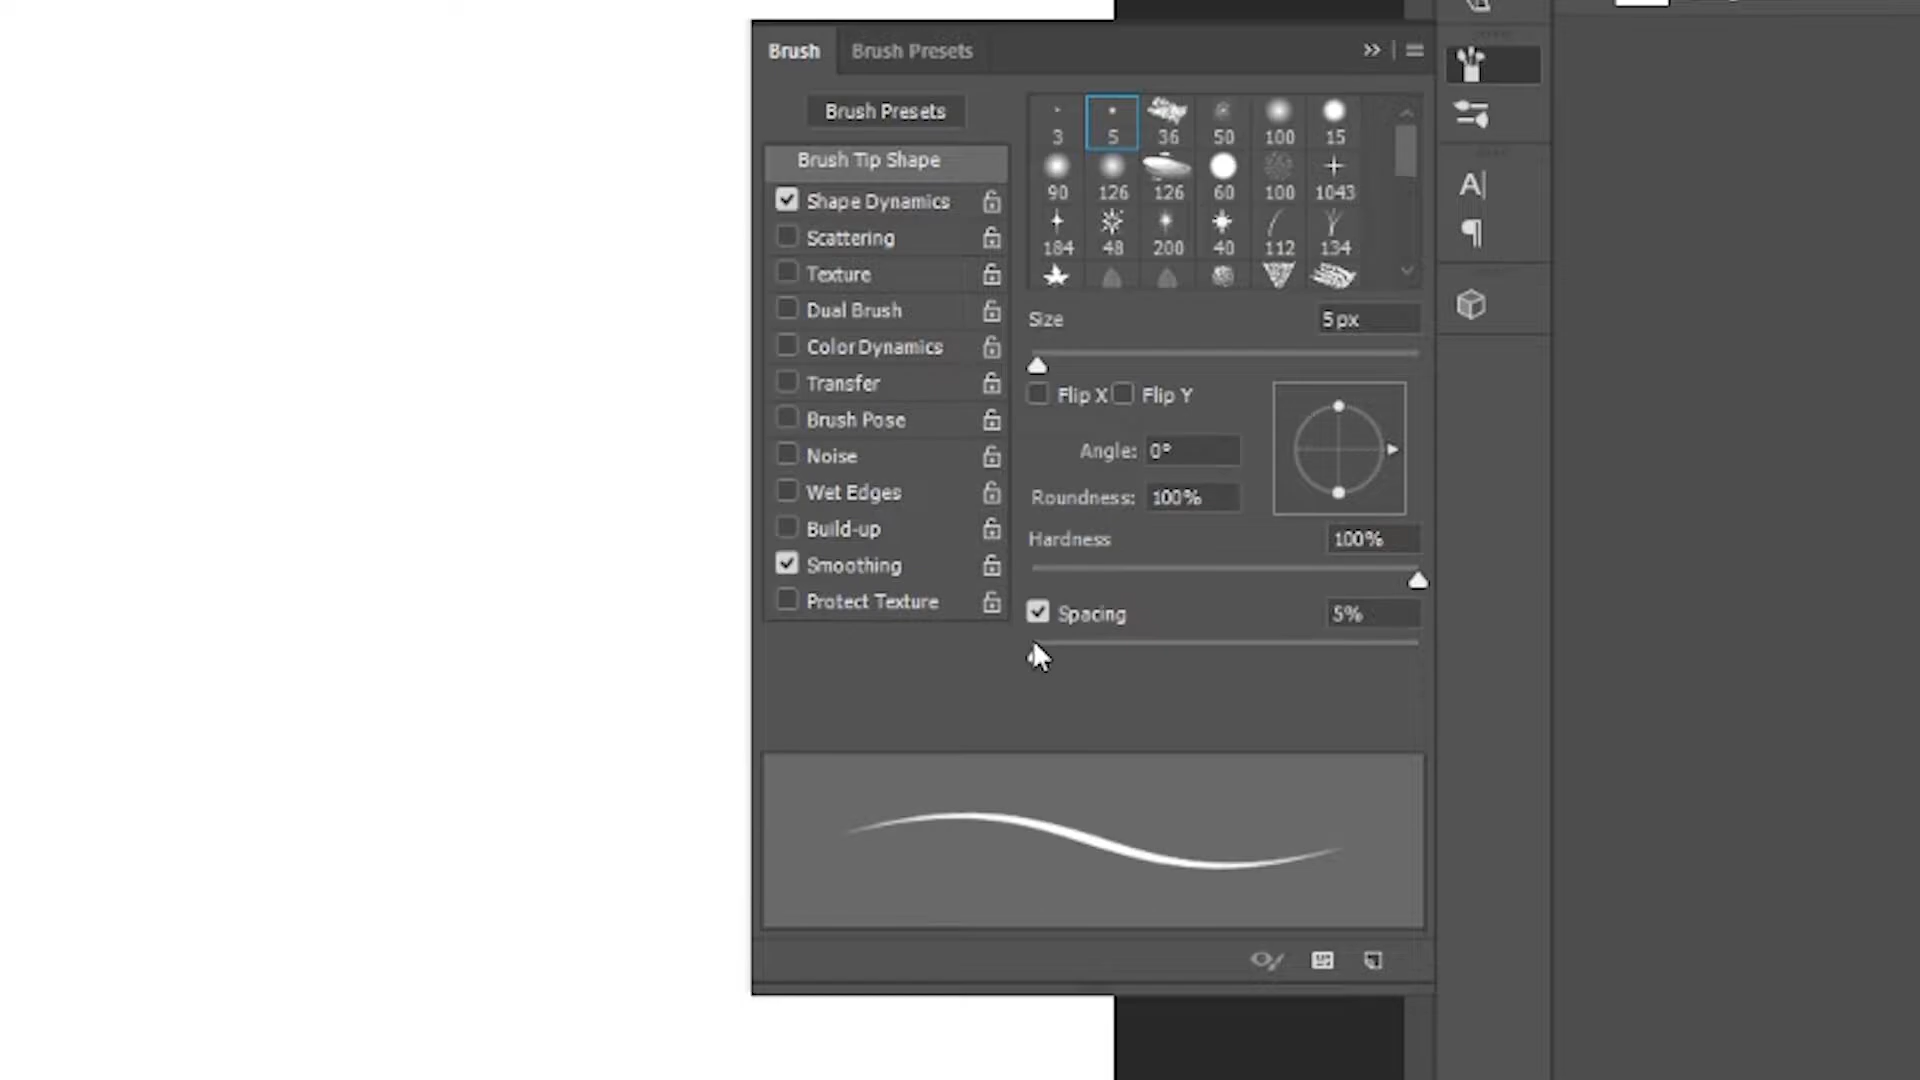 Brush Brush Presets
Brush Presets
Brush Tip Shape
Shape Dynamics
Scattering
Texture
Dual Brush
Color Dynamics
Transfer
Brush Pose
Noise
Wet Edges
Build-up
Smoothing
Protect Texture
3 5 36 50 100 15
90 126 126 60 100 1043
184 48 200 40 112 134
Size 5 px
Flip X Flip Y
Angle: 0°
Roundness: 100%
Hardness 100%
Spacing 5%
A
¶